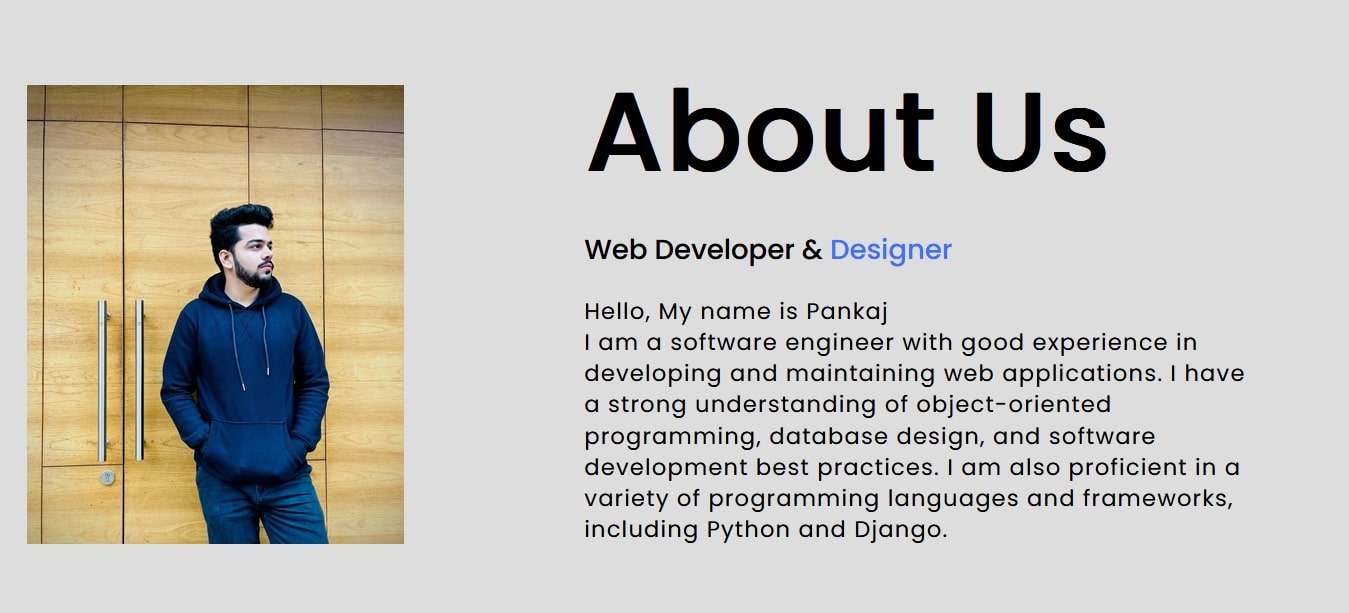 About Us
Web Developer & Designer
Hello, My name is Pankaj
I am a software engineer with good experience in
developing and maintaining web applications. I have
a strong understanding of object-oriented
programming, database design, and software
development best practices. I am also proficient in a
variety of programming languages and frameworks,
including Python and Django.